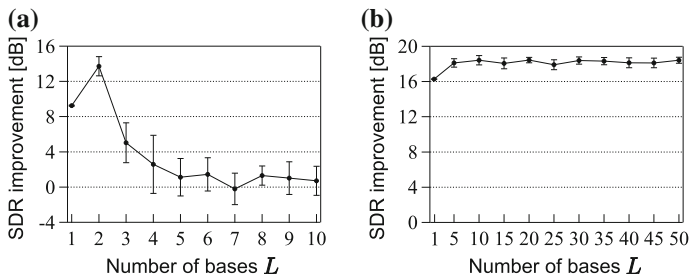 (a)
SDR improvement [dB]
16
12
8
4
0
-4
1 2 3 4 5 6 7 8 9 10
Number of bases L
(b)
SDR improvement [dB]
20
16
12
8
4
0
1 5 10 15 20 25 30 35 40 45 50
Number of bases L